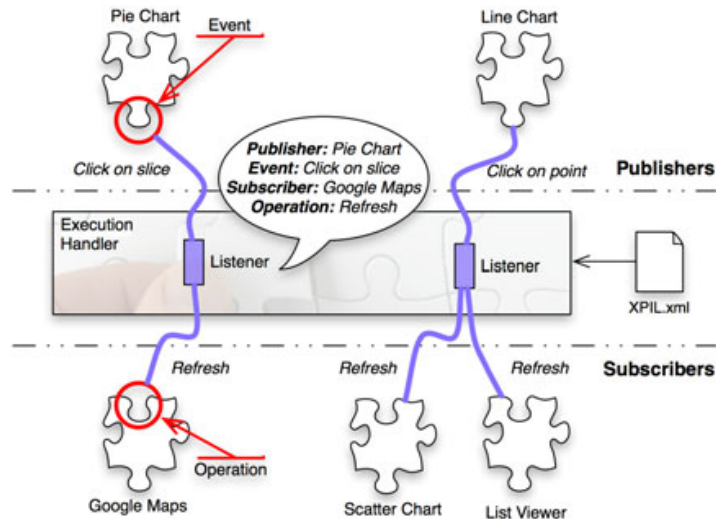 Pie Chart
Event
Line Chart
Publisher: Pie Chart
Event: Click on slice
Subscriber: Google Maps
Operation: Refresh
Click on slice
Click on point
Publishers
Execution
Handler
Listener
Listener
XPIL.xml
Refresh
Refresh
Refresh
Subscribers
Operation
Google Maps
Scatter Chart
List Viewer